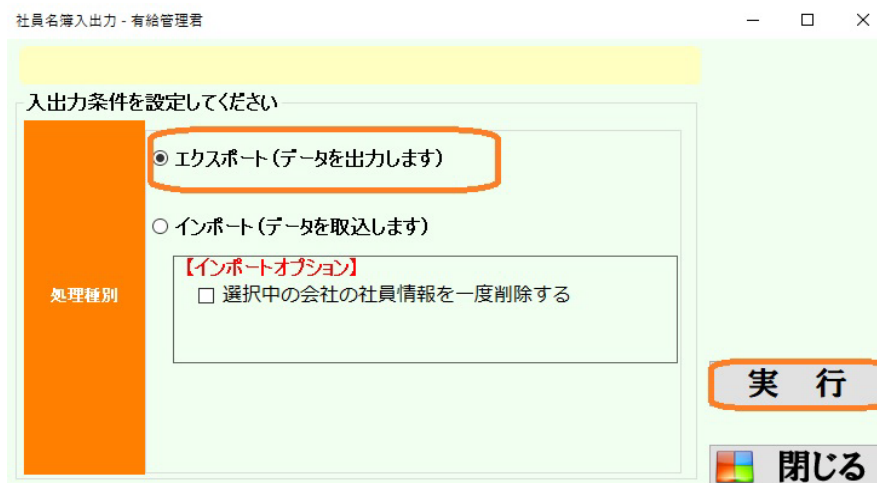 社員名簿入出力 - 有給管理君
入出力条件を設定してください
エクスポート(データを出力します)
インポート(データを取込します)
【インポートオプション】
選択中の会社の社員情報を一度削除する
処理種別
実 行
閉じる